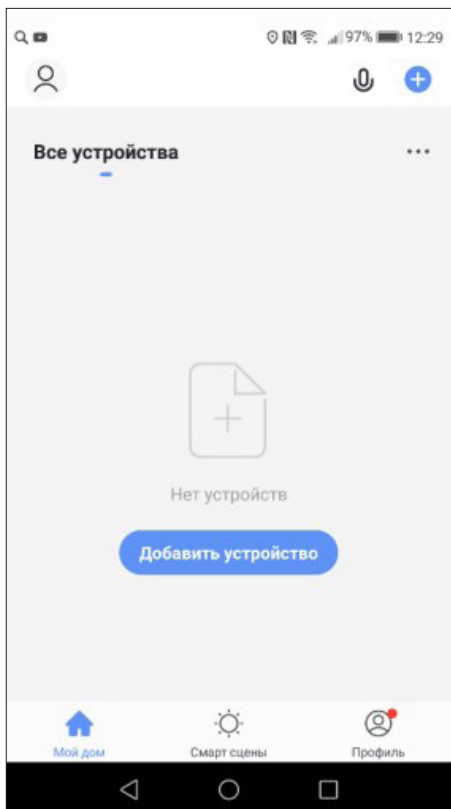 97% 12:29
Все устройства
Нет устройств
Добавить устройство
Мой дом Смарт сцены Профиль